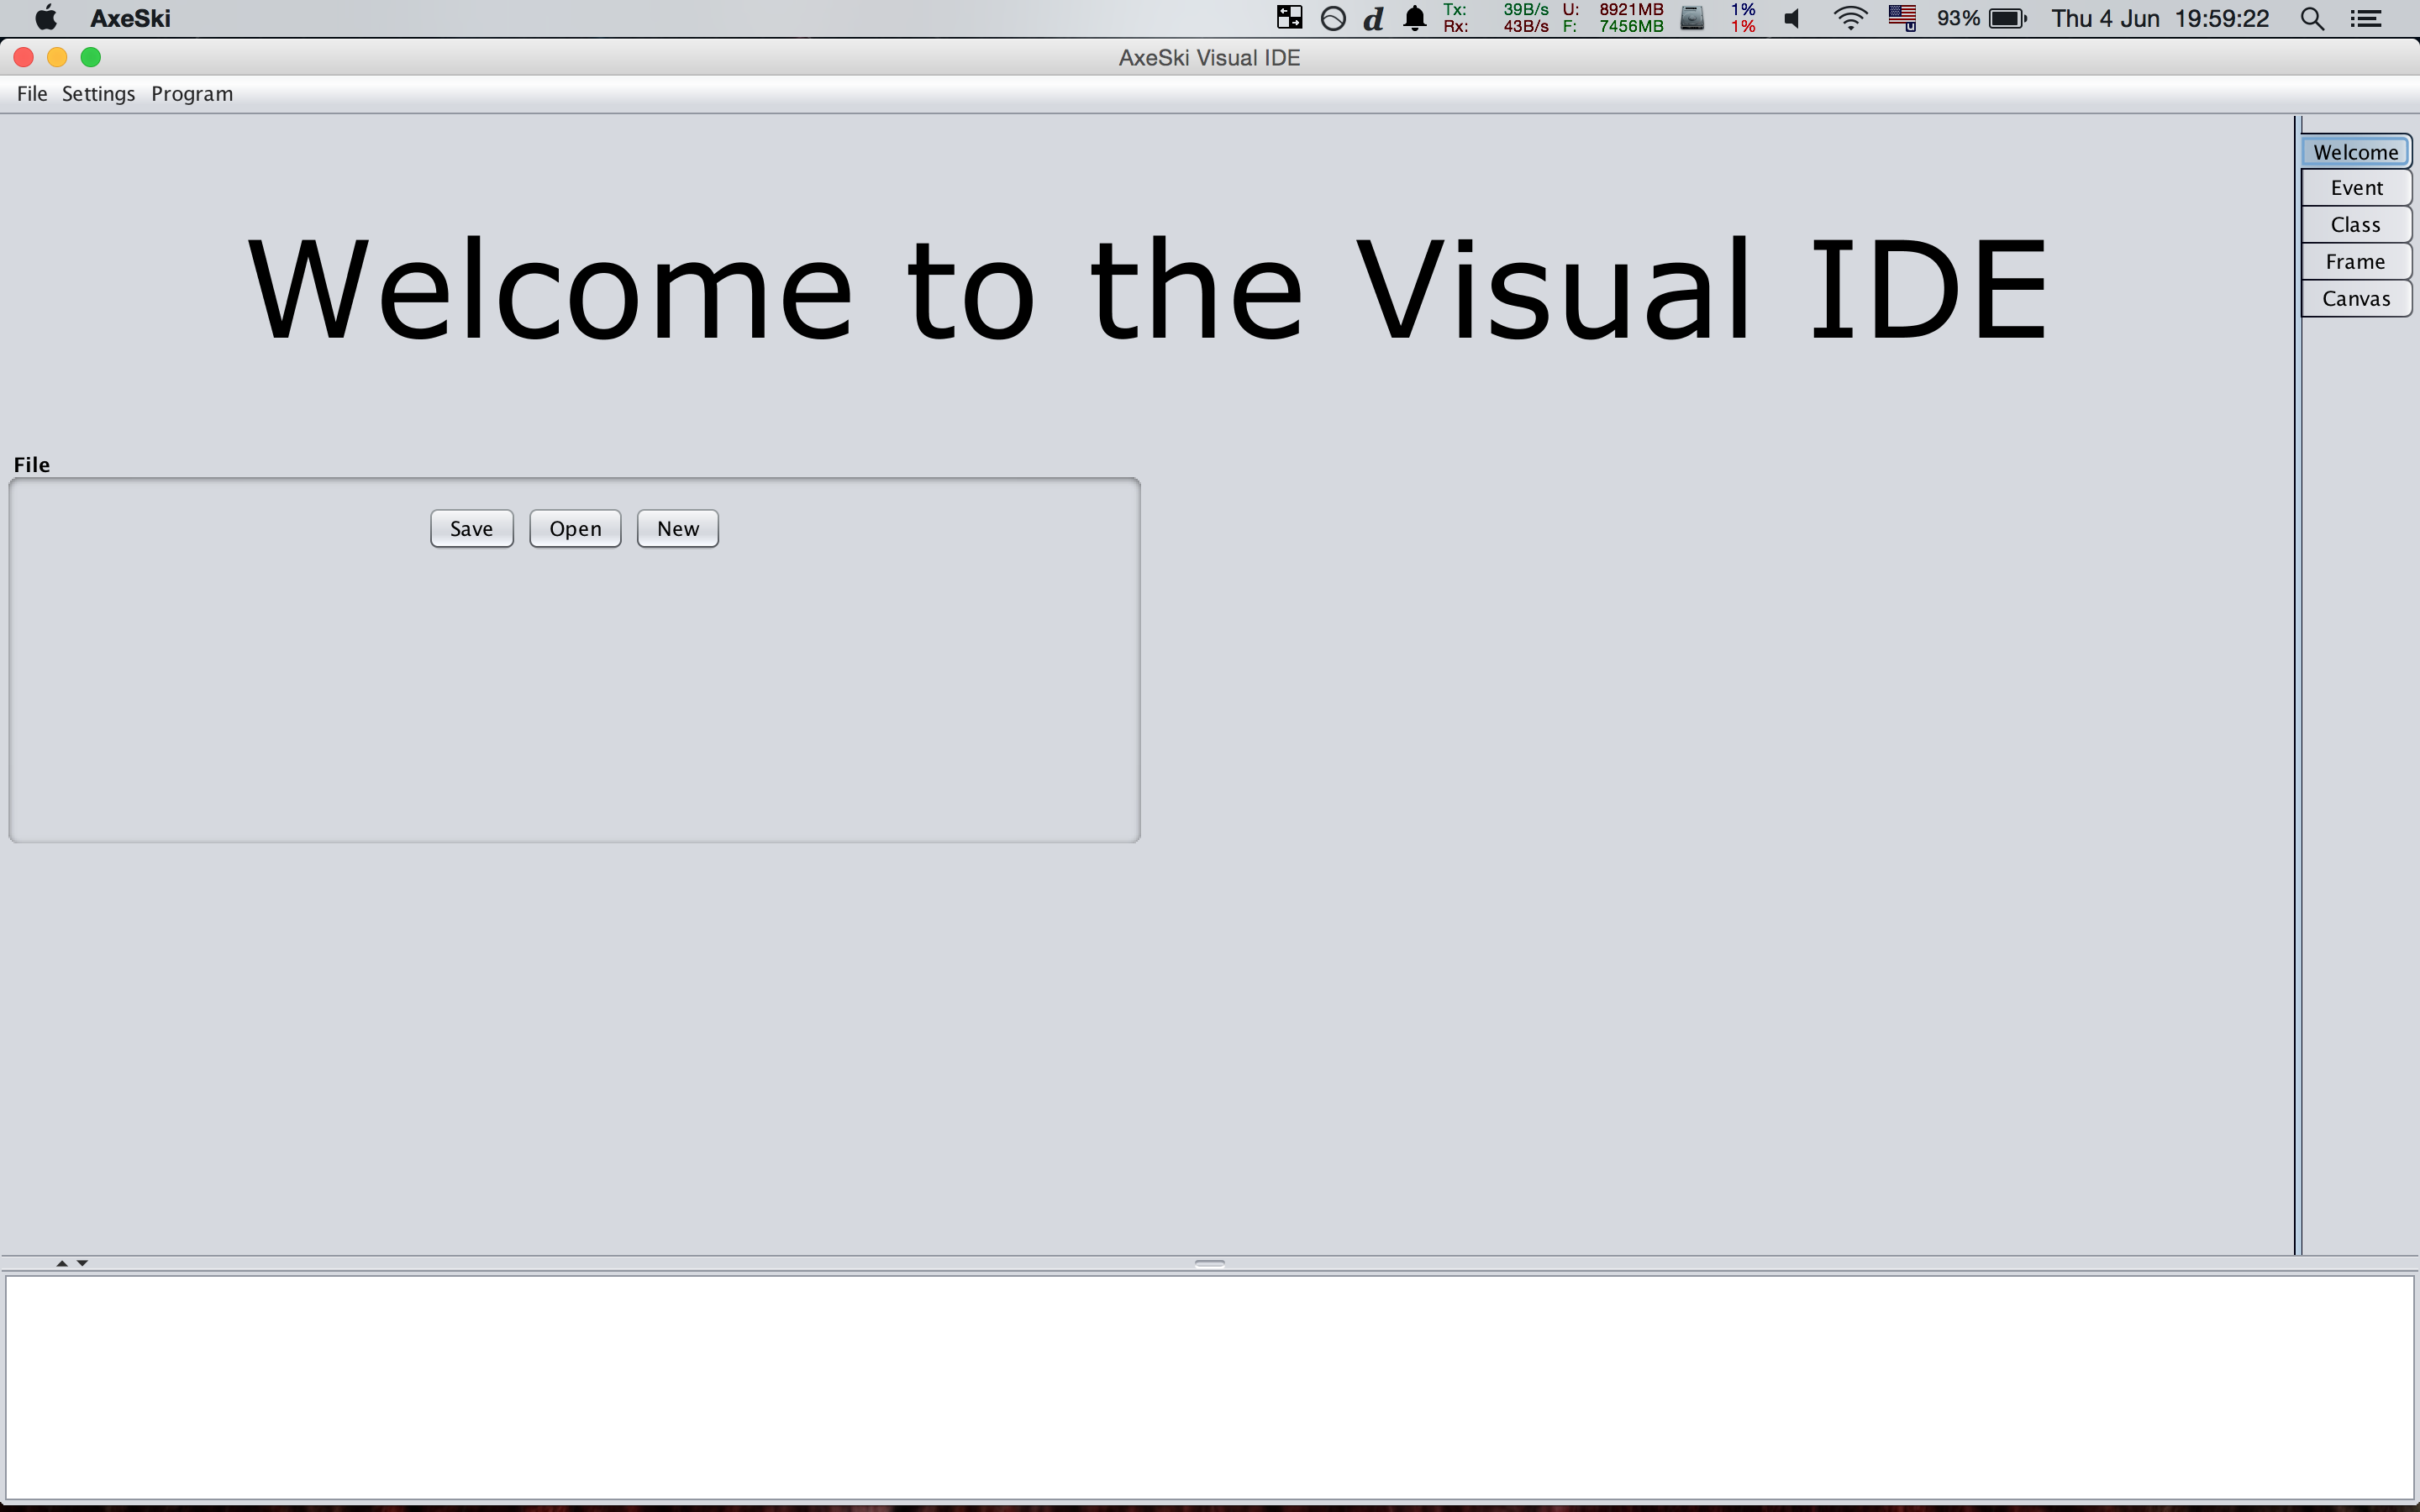 AxeSki
d
Tx: 39B/s U: 8921MB 1%
Rx: 43B/s F: 7456MB 1%
U
93%
Thu 4 Jun 19:59:22
AxeSki Visual IDE
File Settings Program
Welcome
Event
Class
Frame
Canvas
Welcome to the Visual IDE
File
Save Open New